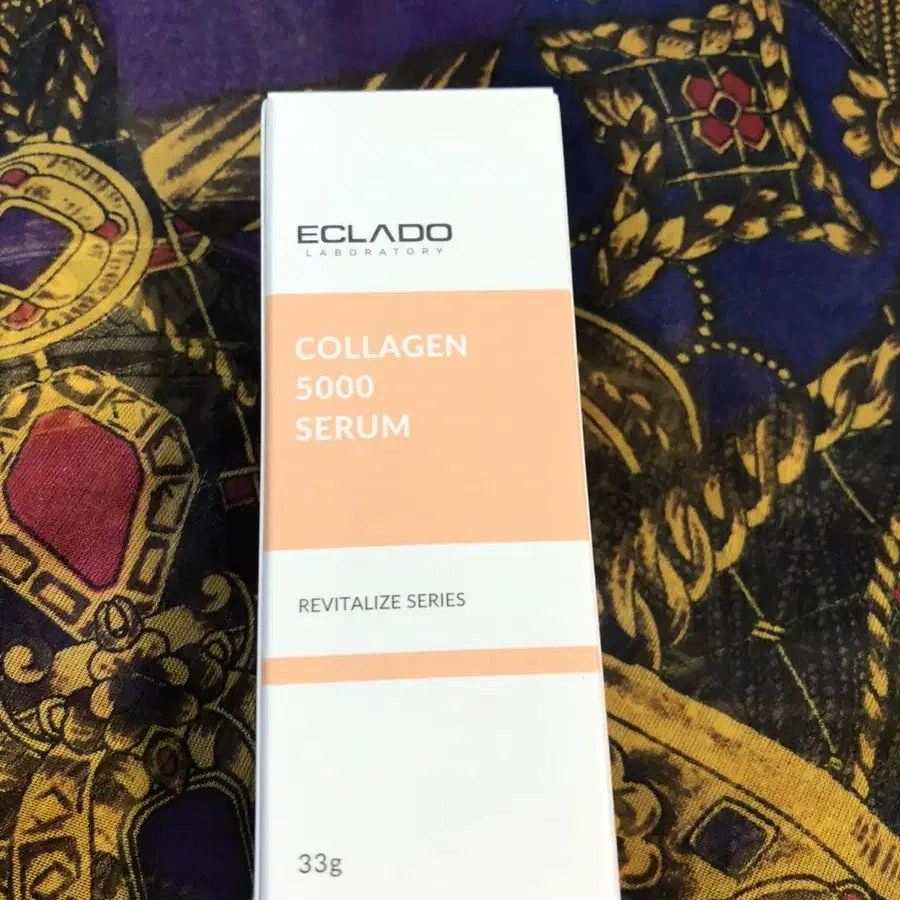 ECLADO
LABORATORY
COLLAGEN
5000
SERUM
REVITALIZE SERIES
33g